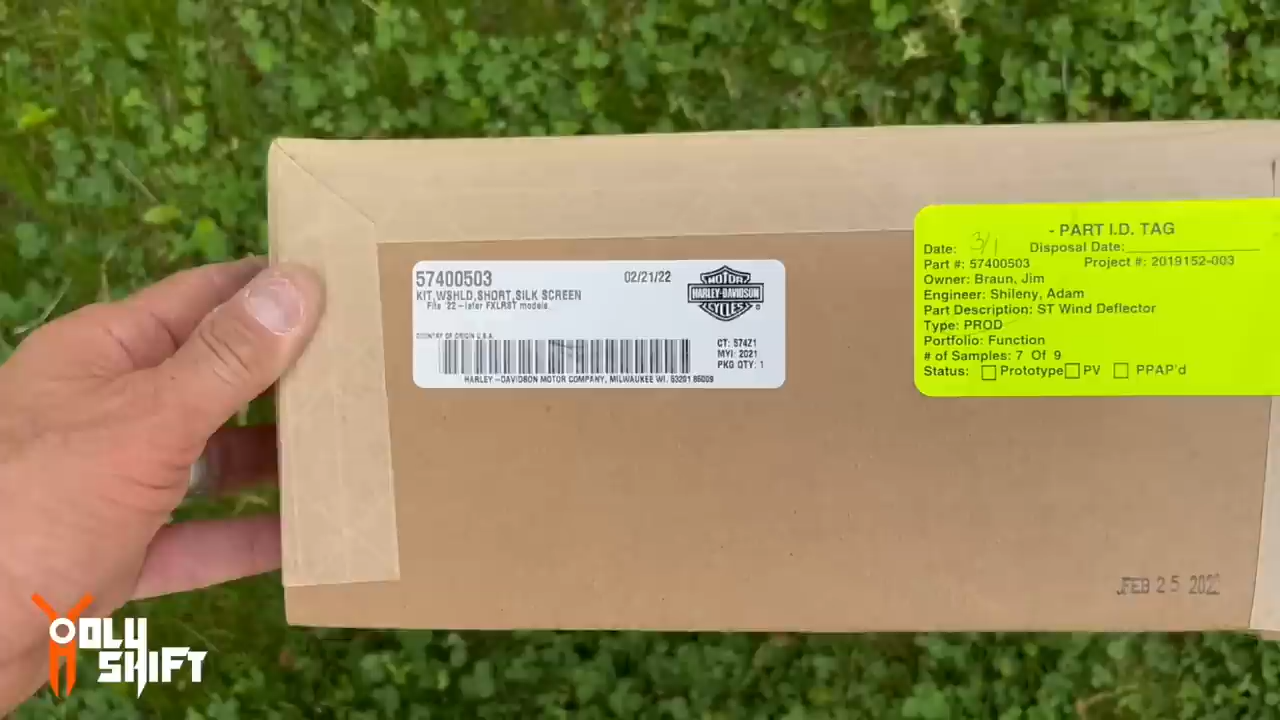 57400503
02/21/22
KIT,WSHLD,SHORT,SILK SCREEN
Fits '22-later FXLRST models.
COUNTRY OF ORIGIN U.S.A.
MOTOR
HARLEY-DAVIDSON
CYCLES
CT: 574Z1
MYI: 2021
PKG QTY: 1
HARLEY-DAVIDSON MOTOR COMPANY, MILWAUKEE WI. 53201
- PART I.D. TAG
Date: 3/1 Disposal Date:
Part #: 57400503 Project #: 2019152-003
Owner: Braun, Jim
Engineer: Shileny, Adam
Part Description: ST Wind Deflector
Type: PROD
Portfolio: Function
# of Samples: 7 Of 9
Status: Prototype PV PPAP'd
FEB 25 2022
HOLY
SHIFT